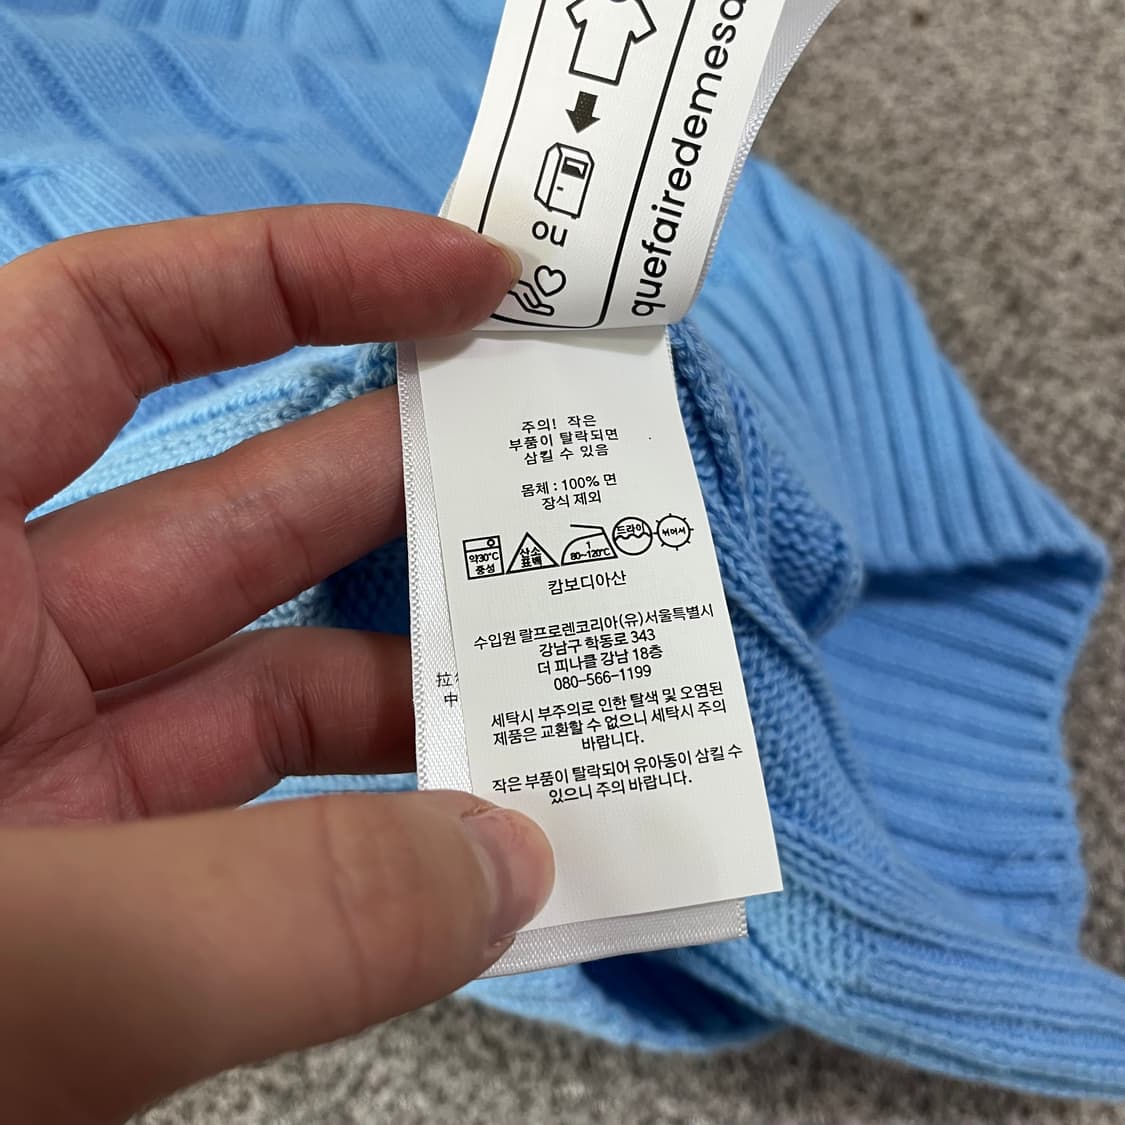 quefairedemesd
주의! 작은
부품이 탈락되면
삼킬 수 있음
몸체 : 100% 면
장식 제외
약30℃
중성
산소
표백
1
80~120℃
드라이
뉘어서
캄보디아산
수입원 랄프로렌코리아(유)서울특별시
강남구 학동로 343
더 피나클 강남 18층
080-566-1199
세탁시 부주의로 인한 탈색 및 오염된
제품은 교환할 수 없으니 세탁시 주의
바랍니다.
작은 부품이 탈락되어 유아동이 삼킬 수
있으니 주의 바랍니다.
拉
中